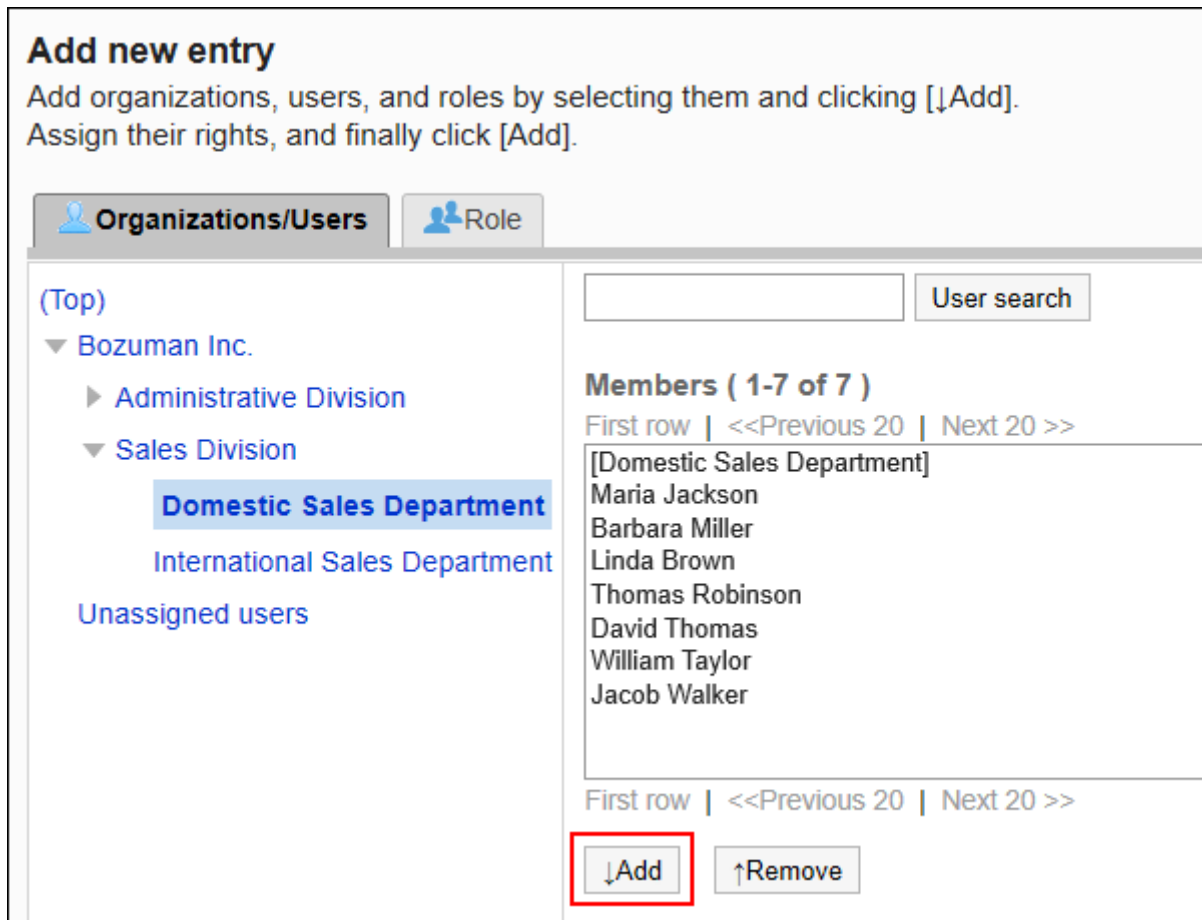 Add new entry
Add organizations, users, and roles by selecting them and clicking [↓Add].
Assign their rights, and finally click [Add].
Organizations/Users
Role
(Top)
Bozuman Inc.
Administrative Division
Sales Division
Domestic Sales Department
International Sales Department
Unassigned users
User search
Members ( 1-7 of 7 )
First row | <<Previous 20 | Next 20 >>
[Domestic Sales Department]
Maria Jackson
Barbara Miller
Linda Brown
Thomas Robinson
David Thomas
William Taylor
Jacob Walker
First row | <<Previous 20 | Next 20 >>
↓Add
↑Remove